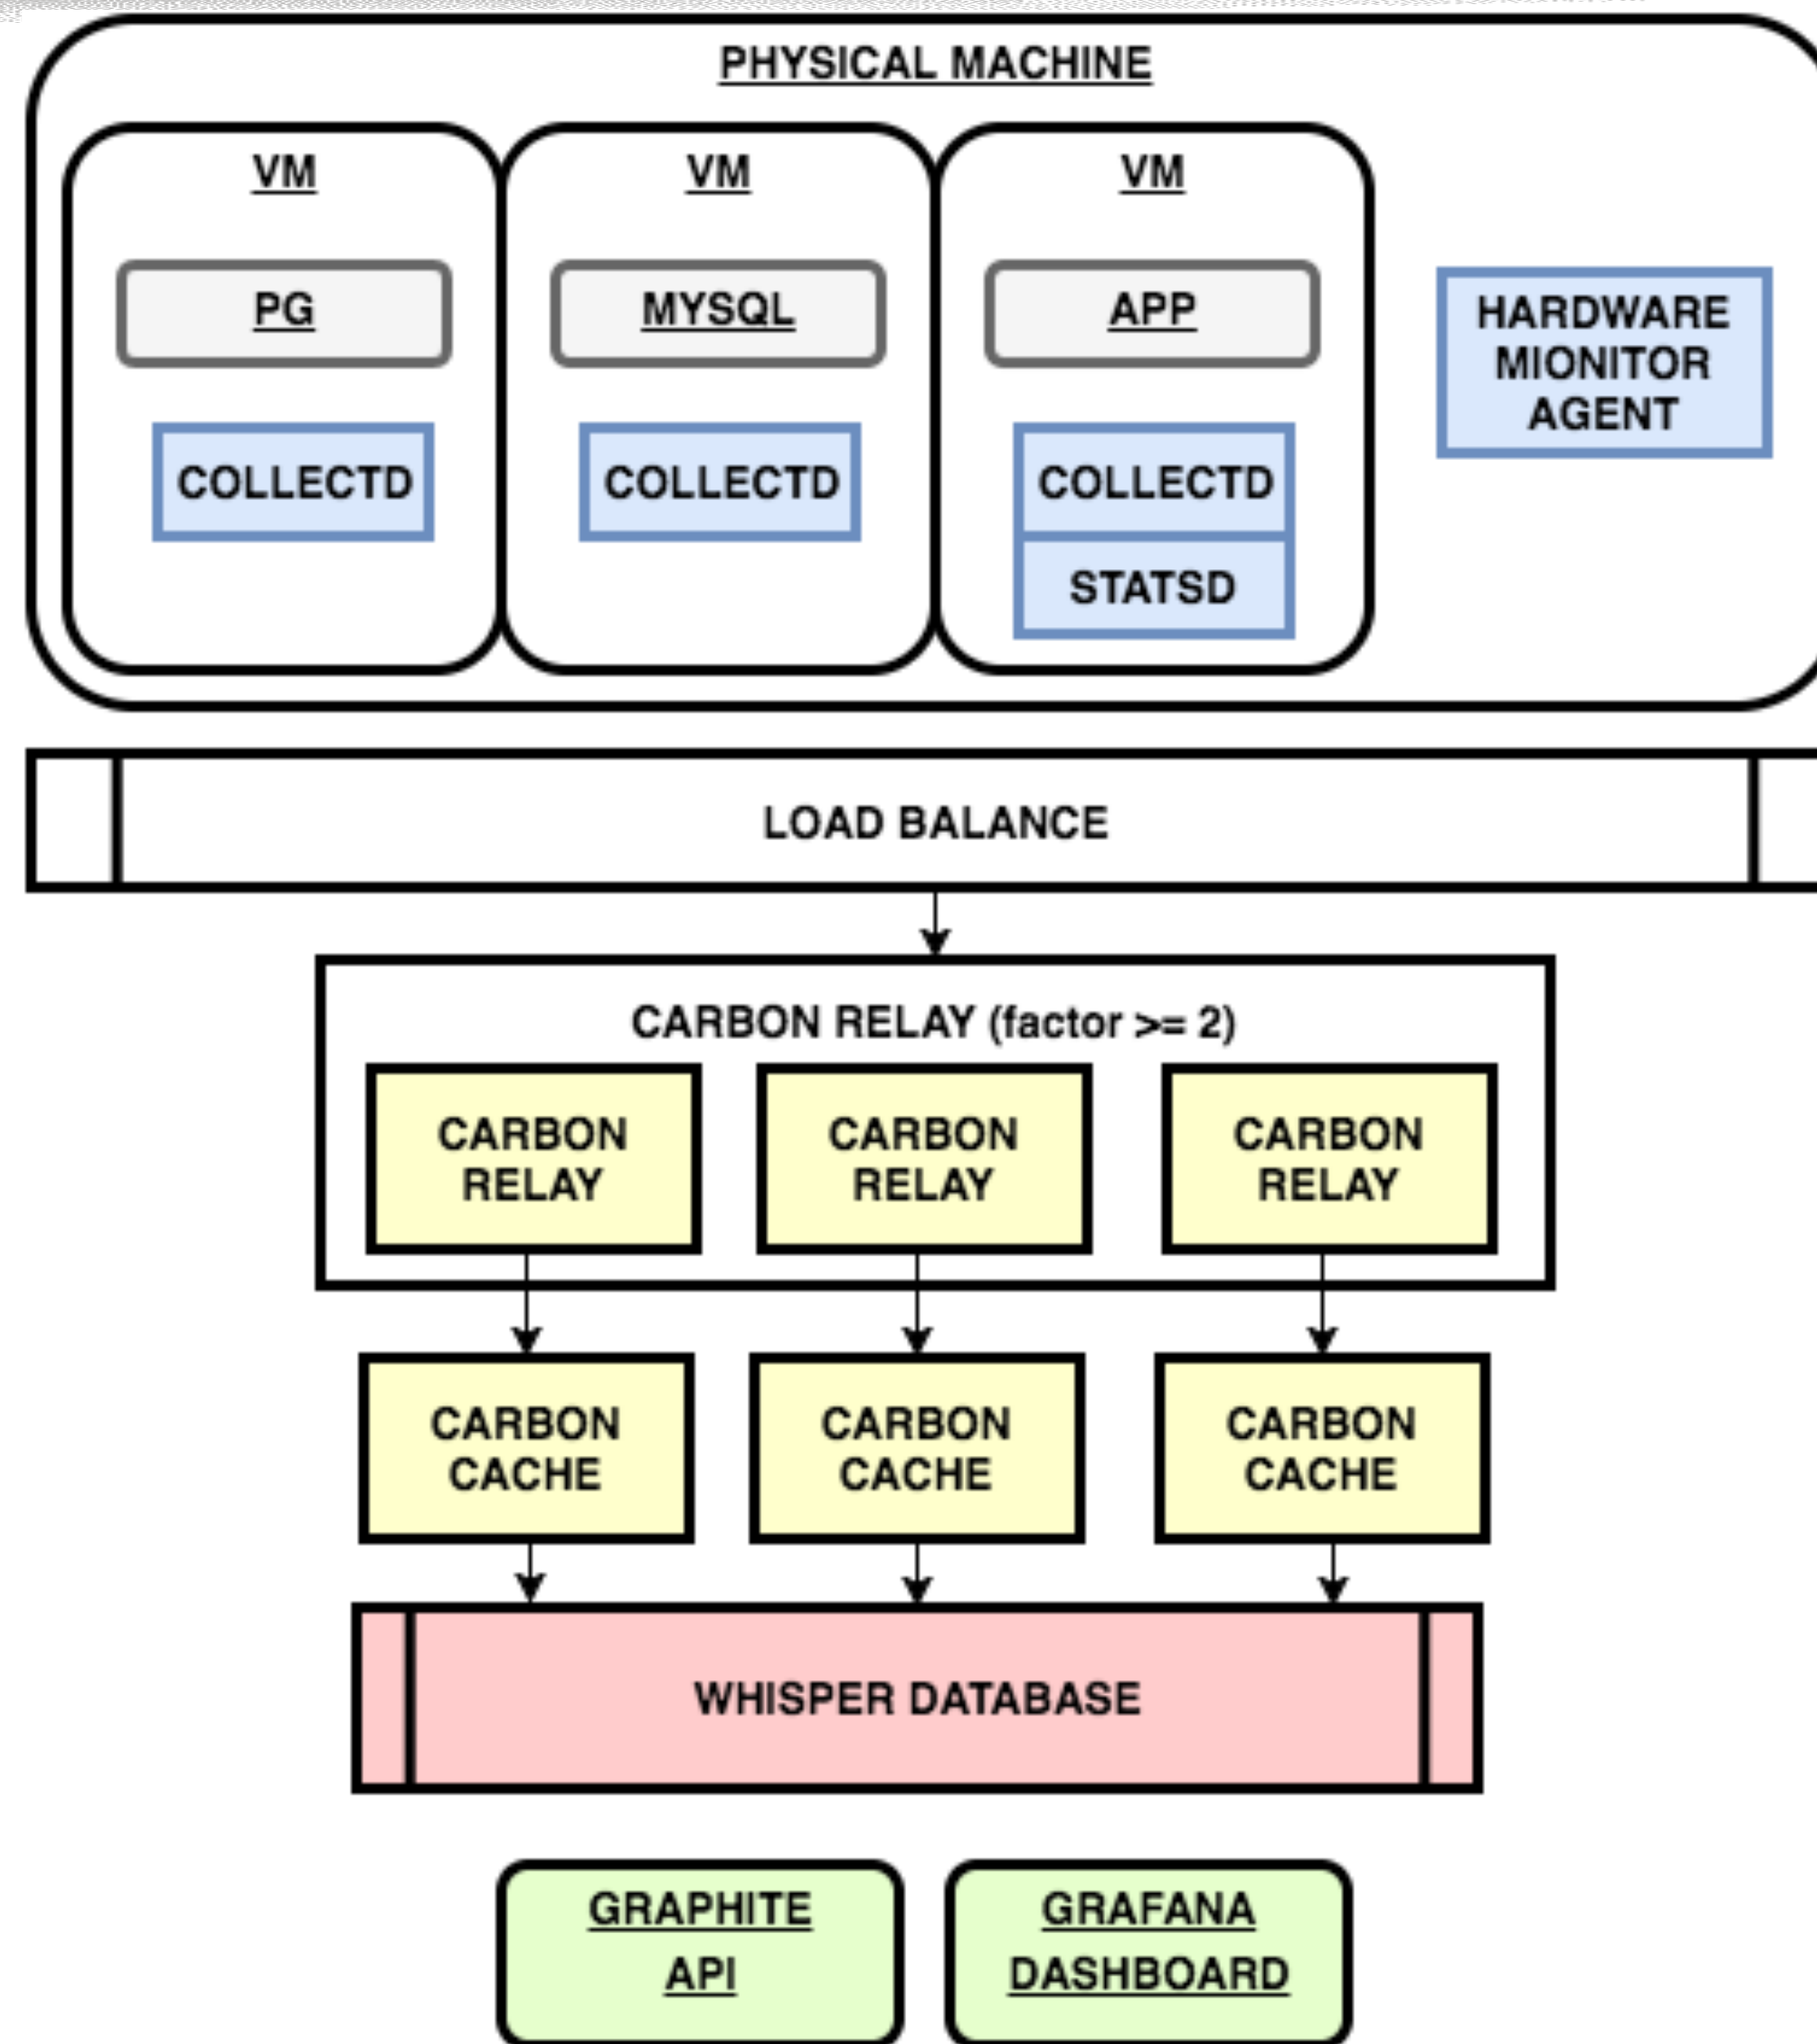 PHYSICAL MACHINE
VM
VM
VM
PG
MYSQL
APP
HARDWARE
MIONITOR
AGENT
COLLECTD
COLLECTD
COLLECTD
STATSD
LOAD BALANCE
CARBON RELAY (factor >= 2)
CARBON
RELAY
CARBON
RELAY
CARBON
RELAY
CARBON
CACHE
CARBON
CACHE
CARBON
CACHE
WHISPER DATABASE
GRAPHITE
API
GRAFANA
DASHBOARD